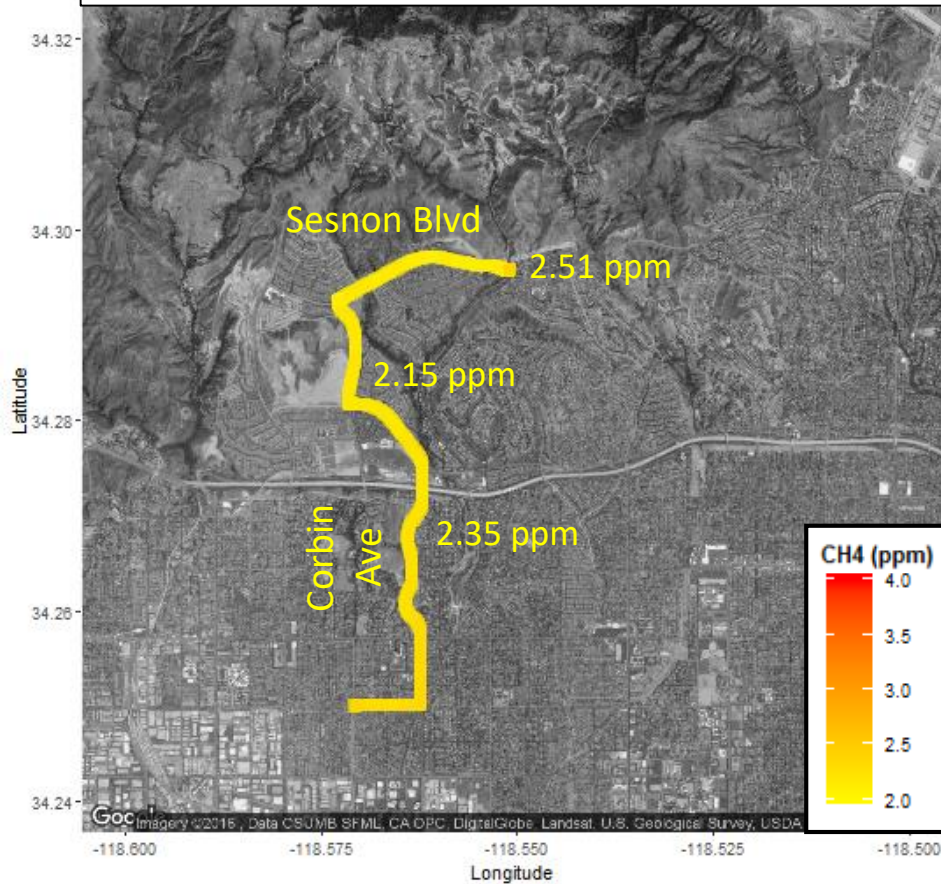 34.32
34.30
Sesnon Blvd
2.51 ppm
2.15 ppm
Latitude
34.28
Corbin
Ave
2.35 ppm
CH4 (ppm)
4.0
3.5
3.0
2.5
2.0
34.26
34.24
Imagery ©2016 , Data CSUMB SFML, CA OPC, DigitalGlobe, Landsat, U.S. Geological Survey, USDA
-118.600
-118.575
-118.550
-118.525
-118.500
Longitude